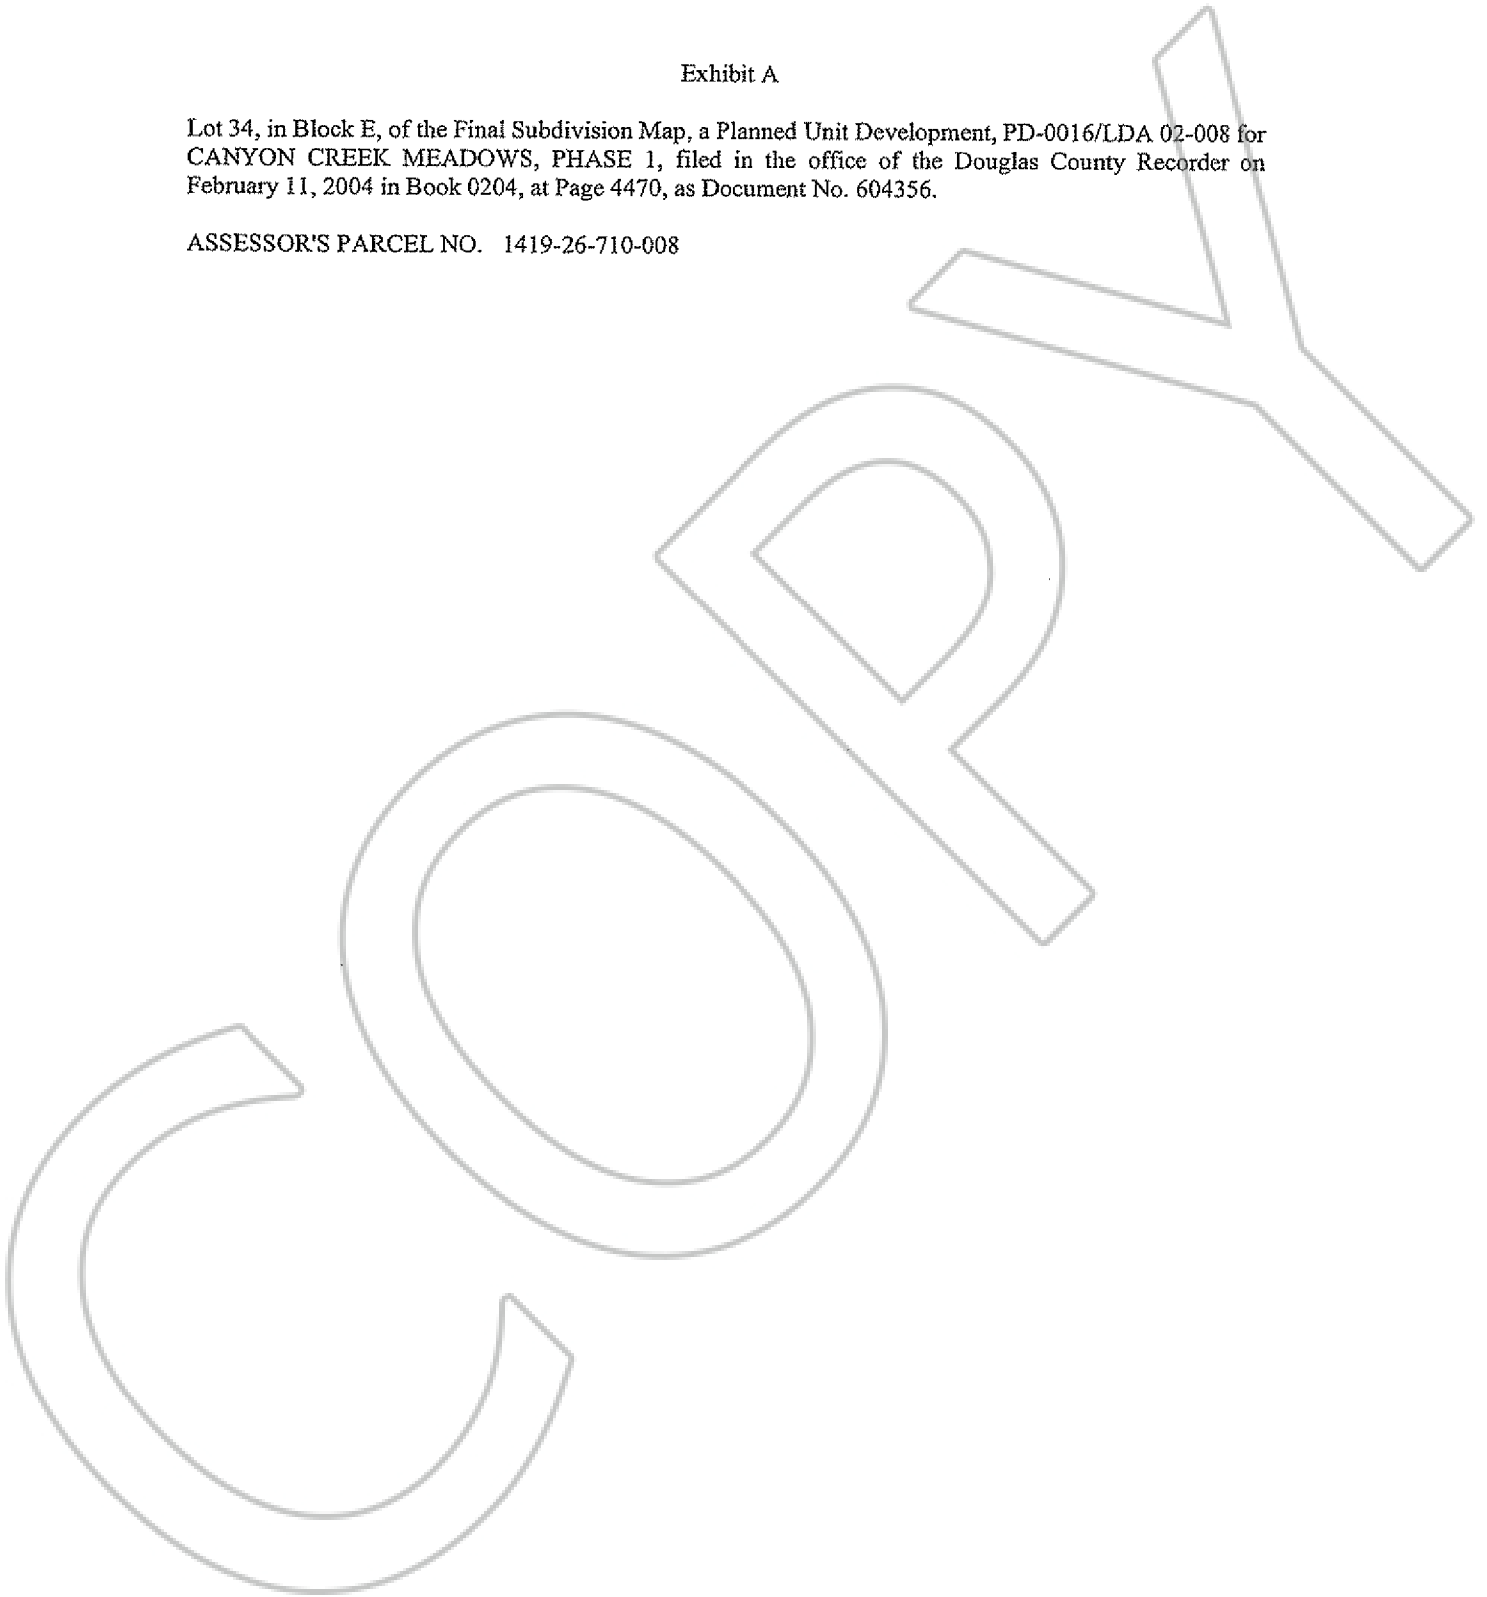 Exhibit A
Lot 34, in Block E, of the Final Subdivision Map, a Planned Unit Development, PD-0016/LDA 02-008 for
CANYON CREEK MEADOWS, PHASE 1, filed in the office of the Douglas County Recorder on
February 11, 2004 in Book 0204, at Page 4470, as Document No. 604356.
ASSESSOR'S PARCEL NO. 1419-26-710-008
COPY